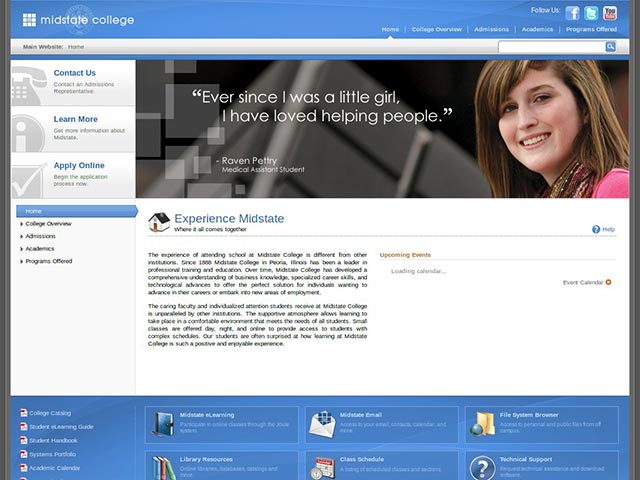 midstate college
Follow Us:
Home | College Overview | Admissions | Academics | Programs Offered
Main Website: Home
Contact Us
Contact an Admissions
Representative.
Learn More
Get more information about
Midstate.
Apply Online
Begin the application
process now.
“Ever since I was a little girl,
I have loved helping people.”
- Raven Pettry
Medical Assistant Student
Home
College Overview
Admissions
Academics
Programs Offered
Experience Midstate
Where it all comes together
Help
The experience of attending school at Midstate College is different from other
institutions. Since 1888 Midstate College in Peoria, Illinois has been a leader in
professional training and education. Over time, Midstate College has developed a
comprehensive understanding of business knowledge, specialized career skills, and
technological advances to offer the perfect solution for individuals wanting to
advance in their careers or embark into new areas of employment.
The caring faculty and individualized attention students receive at Midstate College
is unparalleled by other institutions. The supportive atmosphere allows learning to
take place in a comfortable environment that meets the needs of all students. Small
classes are offered day, night, and online to provide access to students with
complex schedules. Our students are often surprised at how learning at Midstate
College is such a positive and enjoyable experience.
Upcoming Events
Loading calendar...
Event Calendar
College Catalog
Student eLearning Guide
Student Handbook
Systems Portfolio
Academic Calendar
Midstate eLearning
Participate in online classes through the Joule
system.
Midstate Email
Access to your email, contacts, calendar, and
more.
File System Browser
Access to personal and public files from off
campus.
Library Resources
Online libraries, databases, catalogs and
more.
Class Schedule
A listing of scheduled classes and sections.
Technical Support
Request technical assistance and download
software.